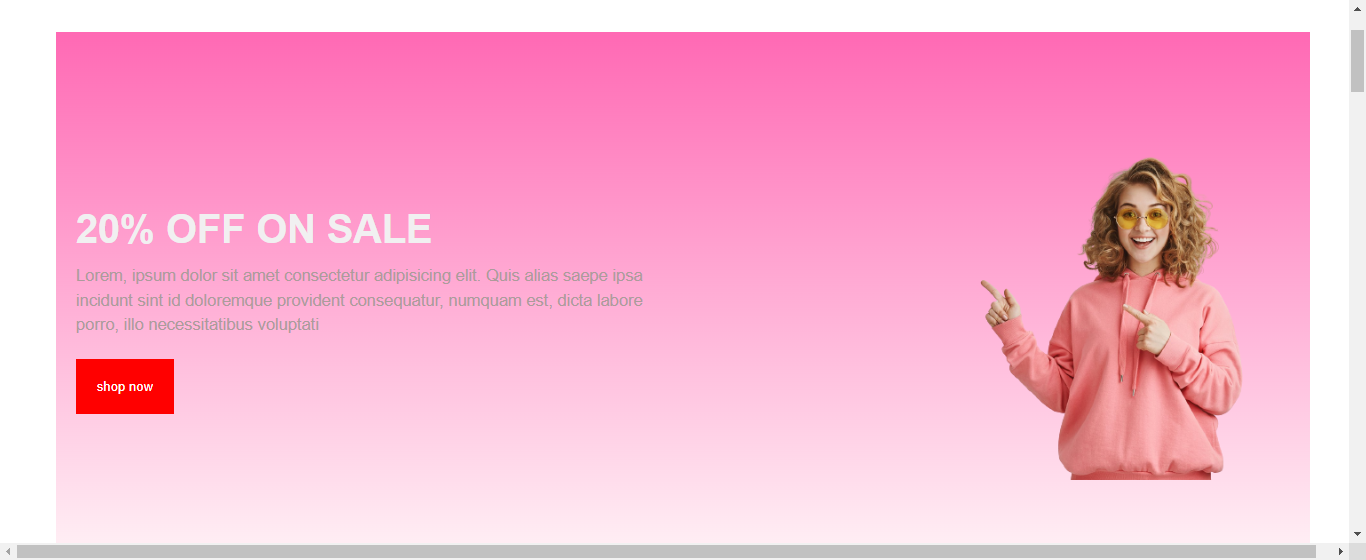 20% OFF ON SALE
Lorem, ipsum dolor sit amet consectetur adipisicing elit. Quis alias saepe ipsa
incidunt sint id doloremque provident consequatur, numquam est, dicta labore
porro, illo necessitatibus voluptati
shop now